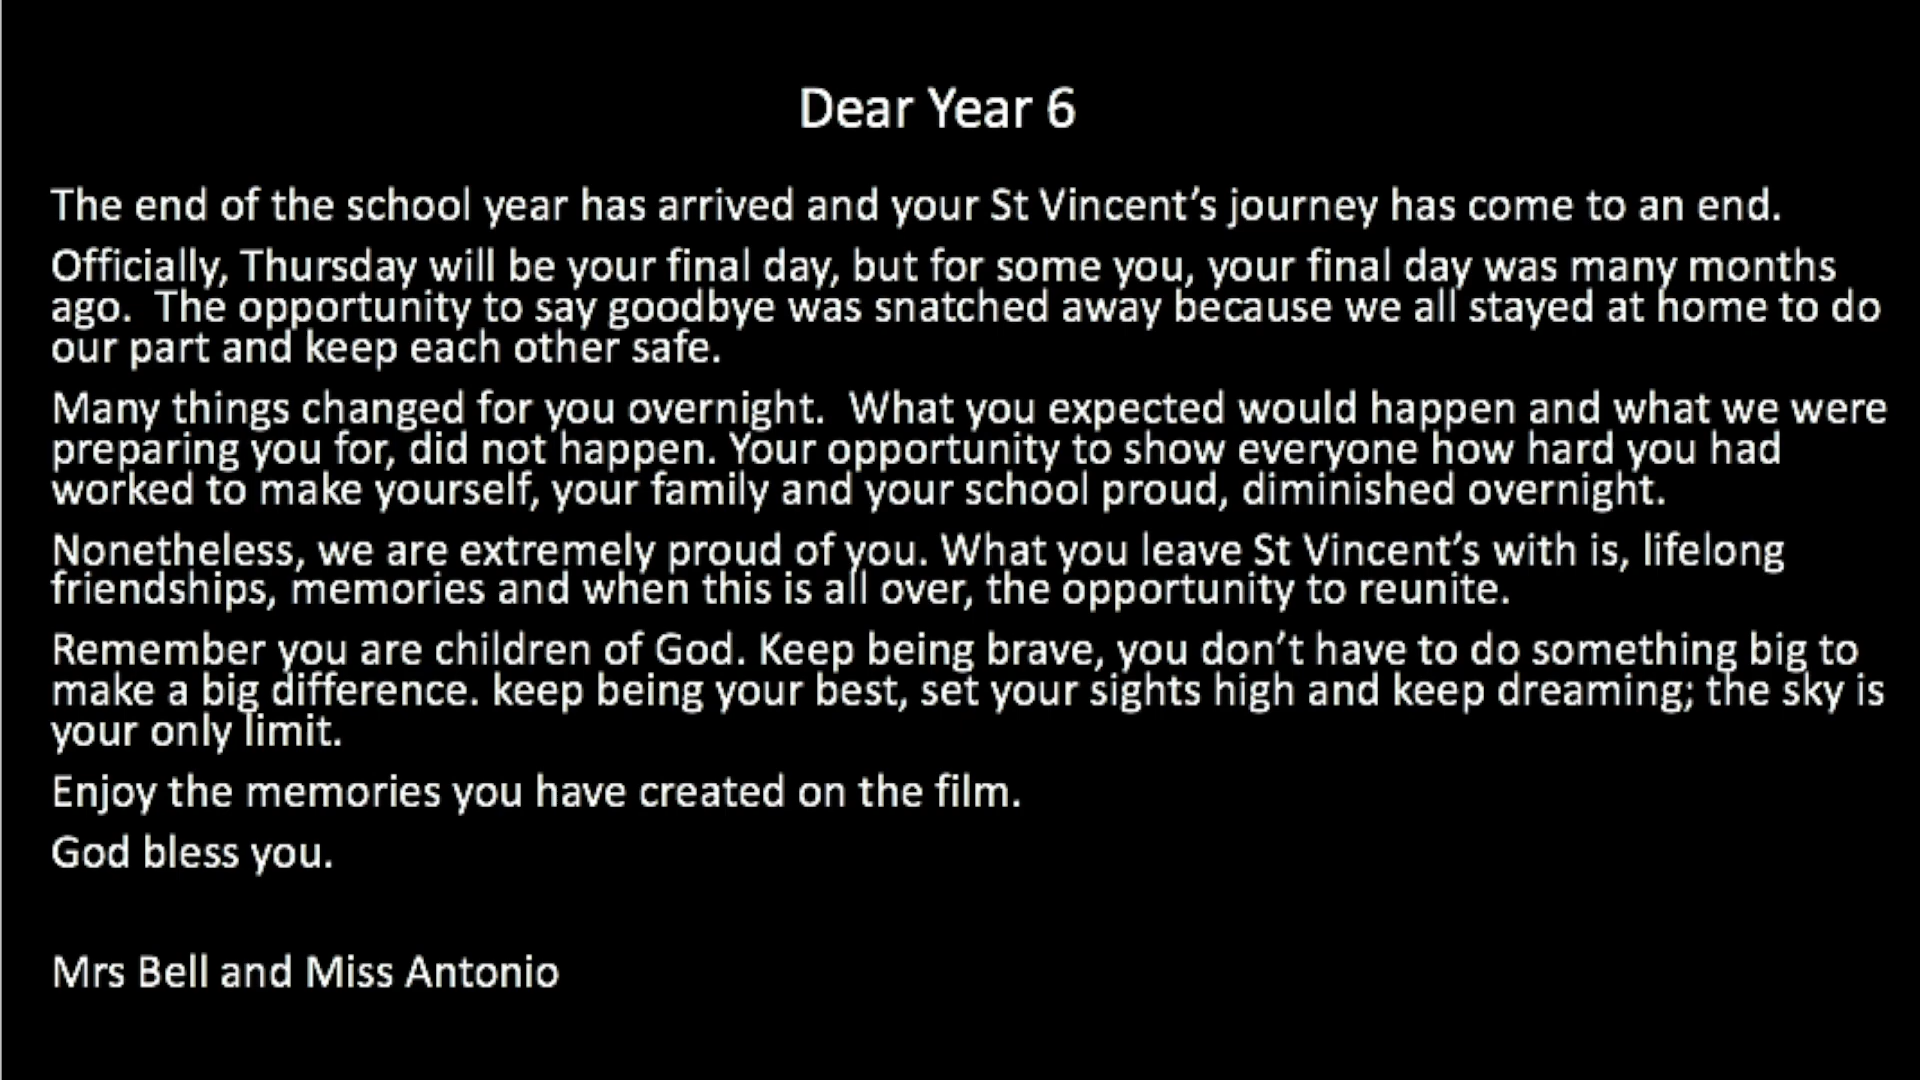 Dear Year 6
The end of the school year has arrived and your St Vincent’s journey has come to an end.
Officially, Thursday will be your final day, but for some you, your final day was many months
ago.  The opportunity to say goodbye was snatched away because we all stayed at home to do
our part and keep each other safe.
Many things changed for you overnight.  What you expected would happen and what we were
preparing you for, did not happen. Your opportunity to show everyone how hard you had
worked to make yourself, your family and your school proud, diminished overnight.
Nonetheless, we are extremely proud of you. What you leave St Vincent’s with is, lifelong
friendships, memories and when this is all over, the opportunity to reunite.
Remember you are children of God. Keep being brave, you don’t have to do something big to
make a big difference. keep being your best, set your sights high and keep dreaming; the sky is
your only limit.
Enjoy the memories you have created on the film.
God bless you.
Mrs Bell and Miss Antonio